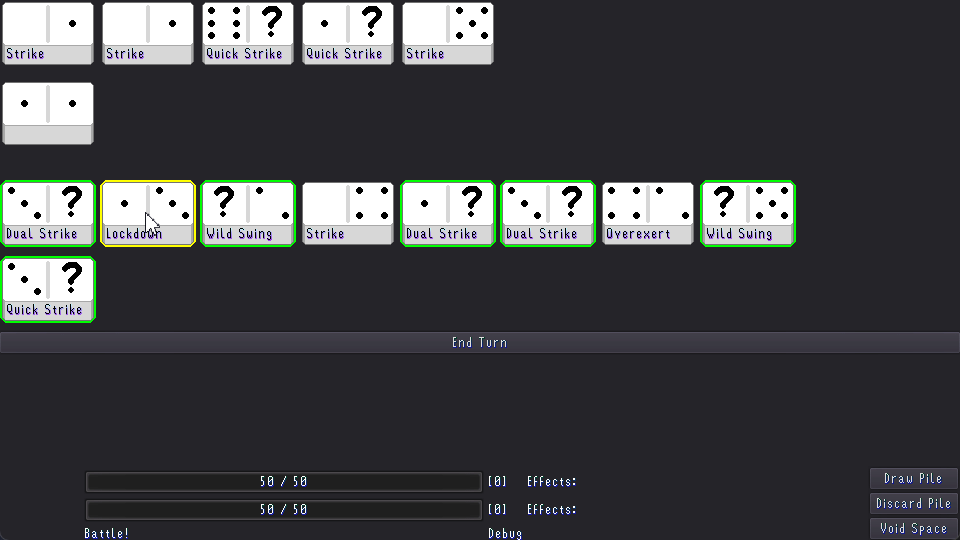 Strike Strike Quick Strike Quick Strike Strike
Dual Strike Lockdown Wild Swing Strike Dual Strike Dual Strike Overexert Wild Swing
Quick Strike
End Turn
50 / 50 [0] Effects: Draw Pile
50 / 50 [0] Effects: Discard Pile
Battle! Debug Void Space